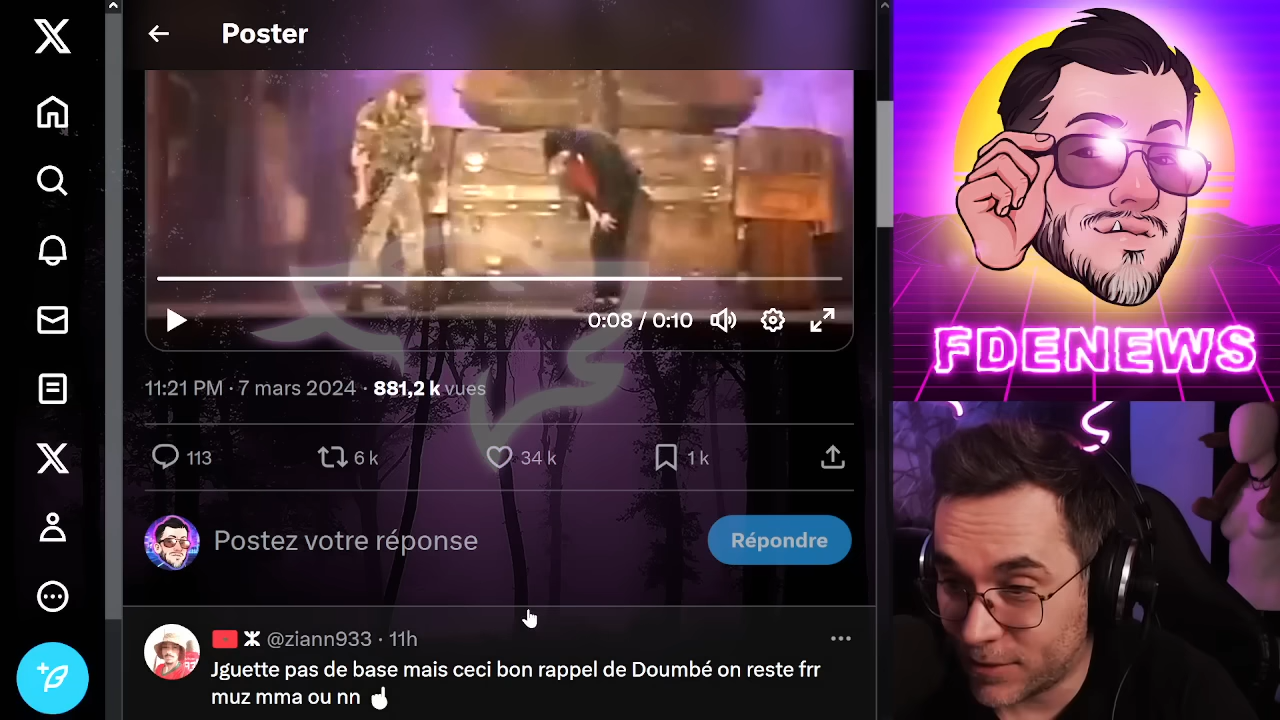 Poster
0:08 / 0:10
11:21 PM · 7 mars 2024 · 881,2 k vues
113
6 k
34 k
1 k
Postez votre réponse
Répondre
Ж @ziann933 · 11h
Jguette pas de base mais ceci bon rappel de Doumbé on reste frr
muz mma ou nn
FDENEWS